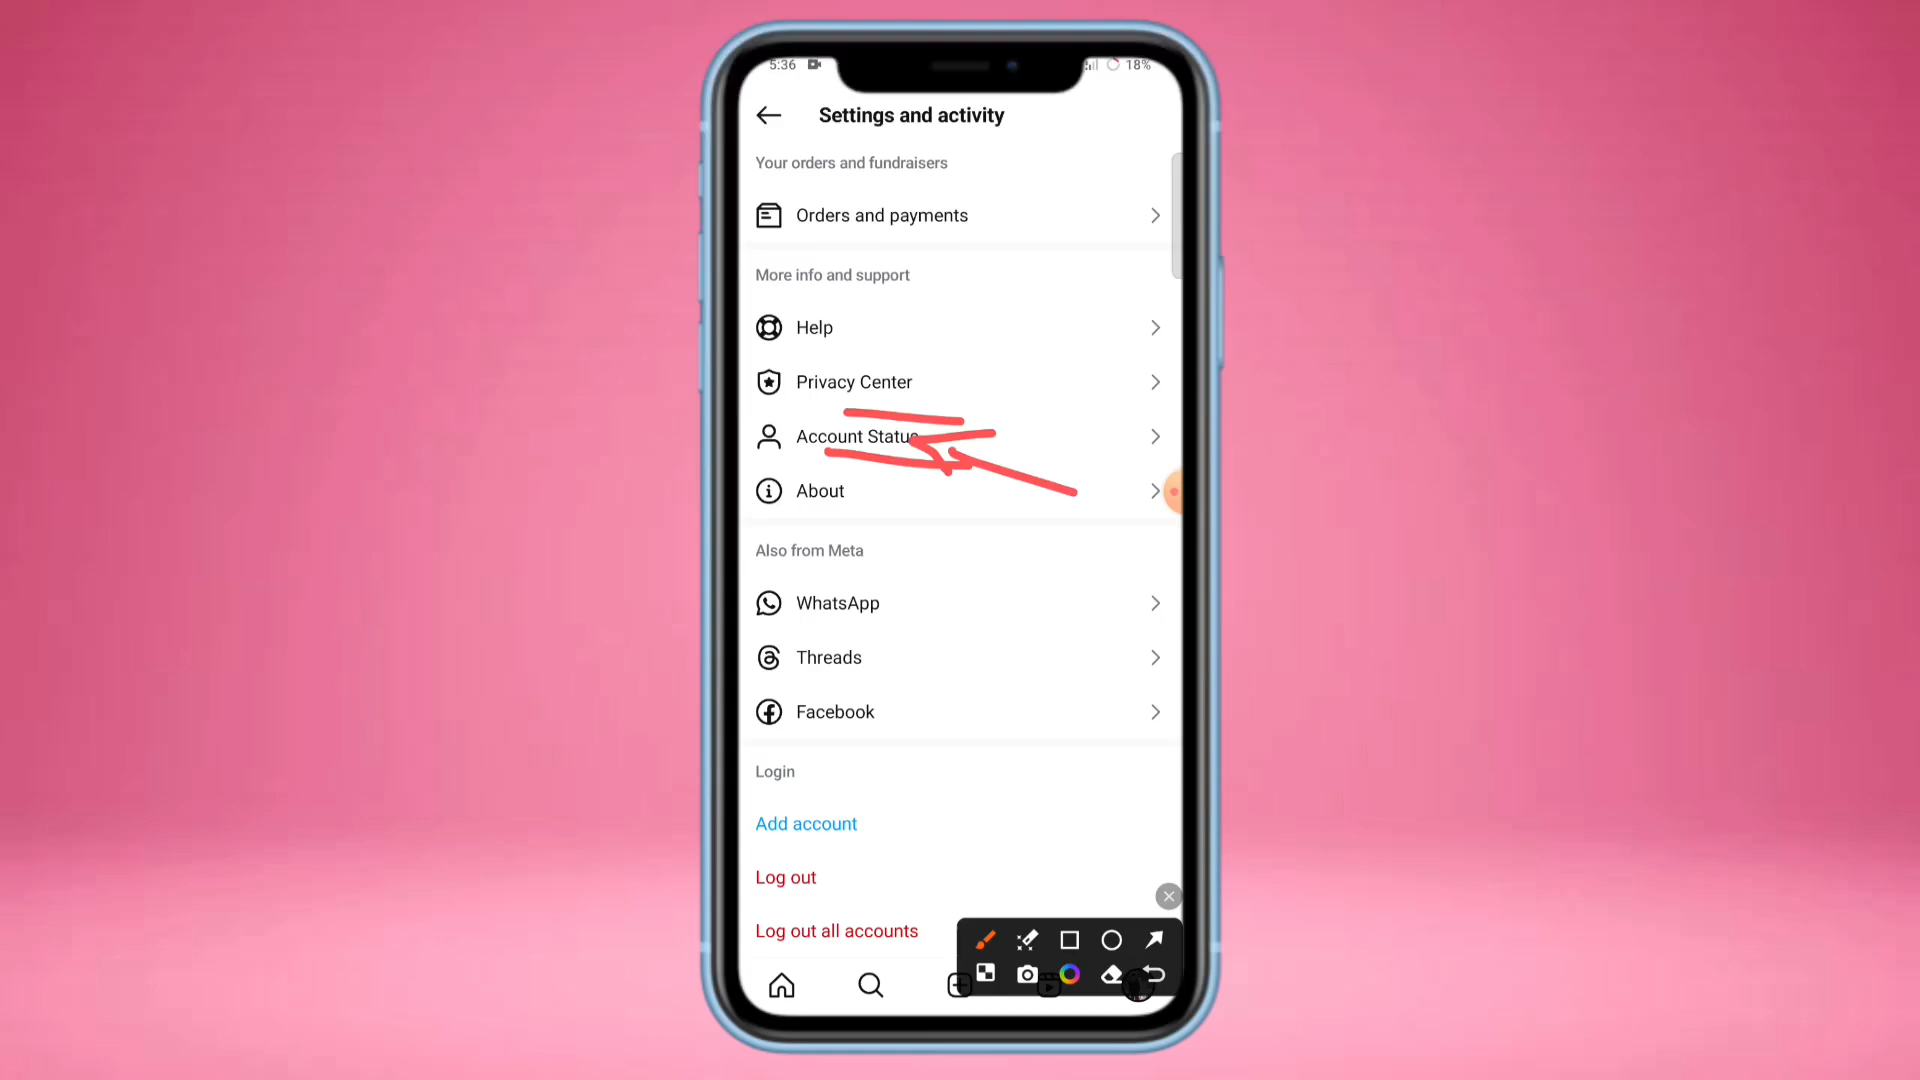 5:36
18%
Settings and activity
Your orders and fundraisers
Orders and payments
More info and support
Help
Privacy Center
Account Status
About
Also from Meta
WhatsApp
Threads
Facebook
Login
Add account
Log out
Log out all accounts